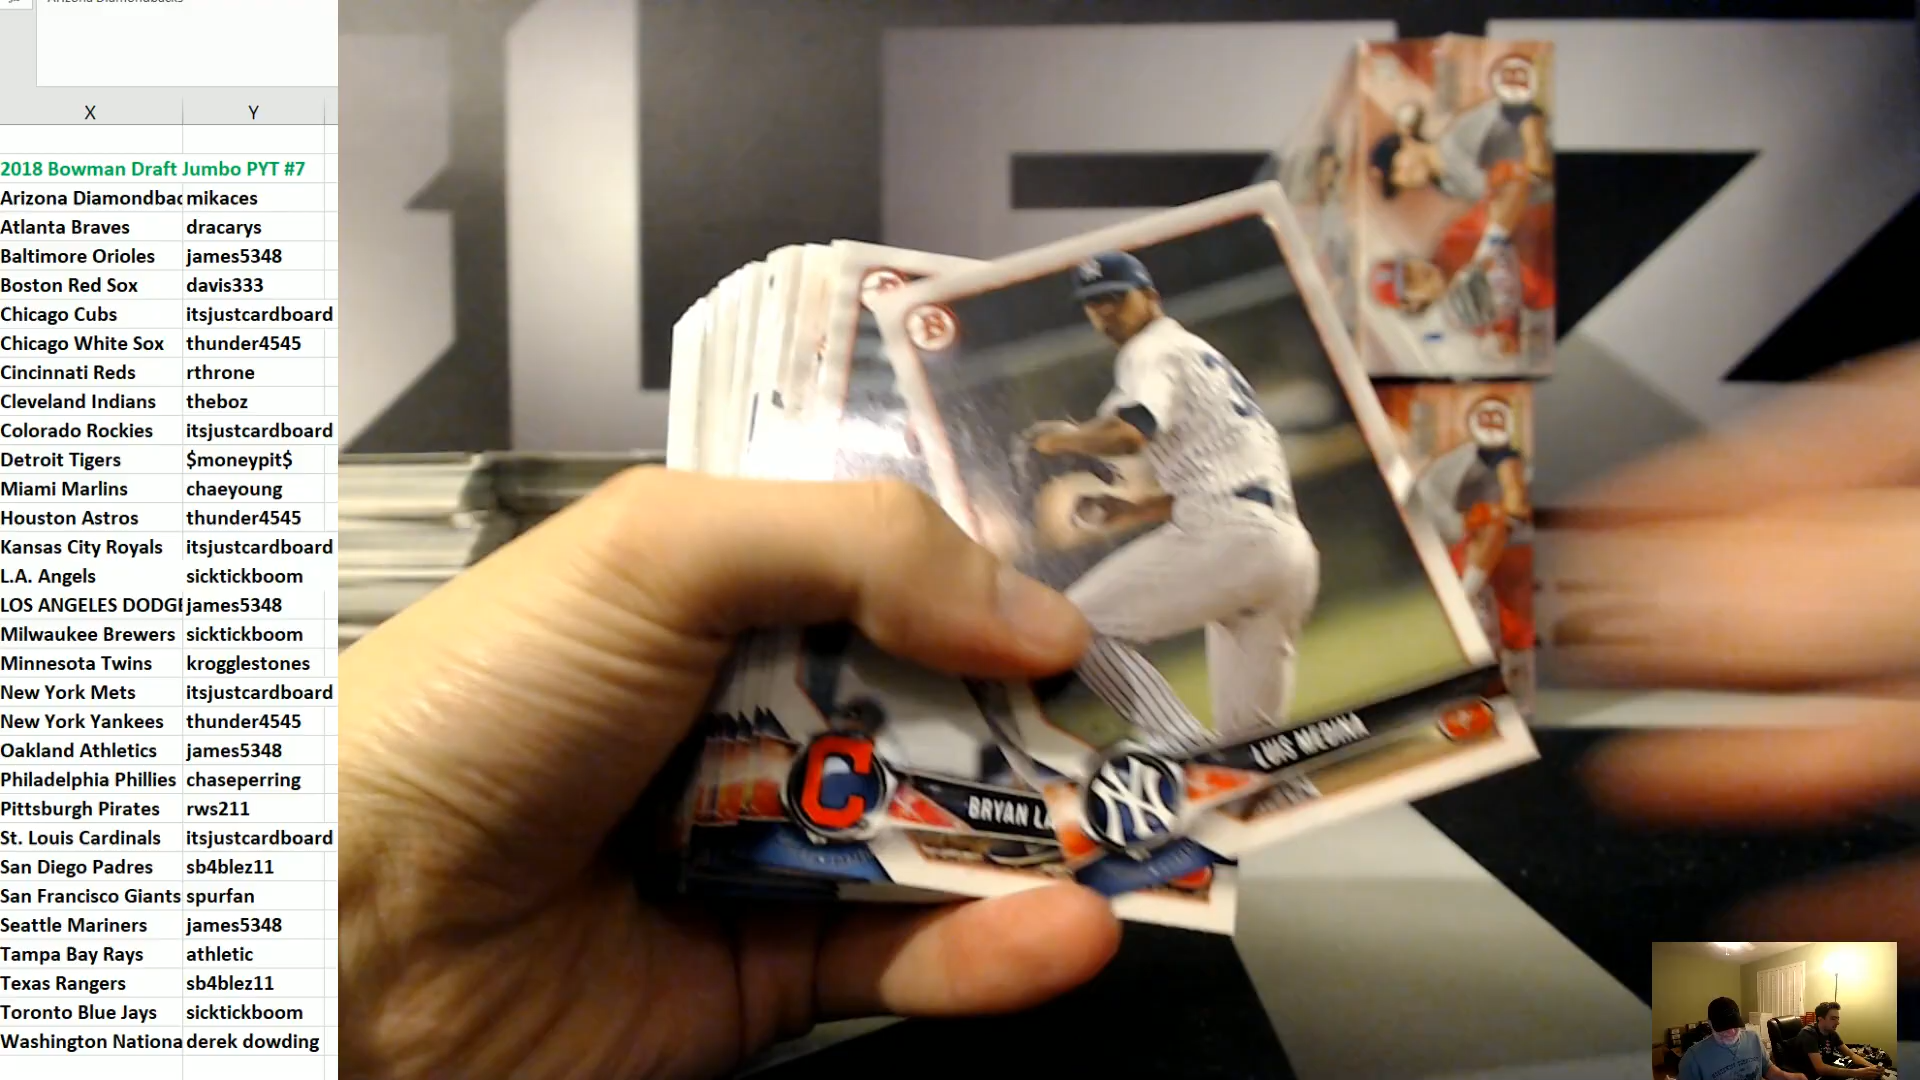 X Y
2018 Bowman Draft Jumbo PYT #7
Arizona Diamondbac mikaces
Atlanta Braves dracarys
Baltimore Orioles james5348
Boston Red Sox davis333
Chicago Cubs itsjustcardboard
Chicago White Sox thunder4545
Cincinnati Reds rthrone
Cleveland Indians theboz
Colorado Rockies itsjustcardboard
Detroit Tigers $moneypit$
Miami Marlins chaeyoung
Houston Astros thunder4545
Kansas City Royals itsjustcardboard
L.A. Angels sicktickboom
LOS ANGELES DODGE james5348
Milwaukee Brewers sicktickboom
Minnesota Twins krogglestones
New York Mets itsjustcardboard
New York Yankees thunder4545
Oakland Athletics james5348
Philadelphia Phillies chaseperring
Pittsburgh Pirates rws211
St. Louis Cardinals itsjustcardboard
San Diego Padres sb4blez11
San Francisco Giants spurfan
Seattle Mariners james5348
Tampa Bay Rays athletic
Texas Rangers sb4blez11
Toronto Blue Jays sicktickboom
Washington Nationa derek dowding
B
LUIS MEDINA
NY
C
BRYAN LA